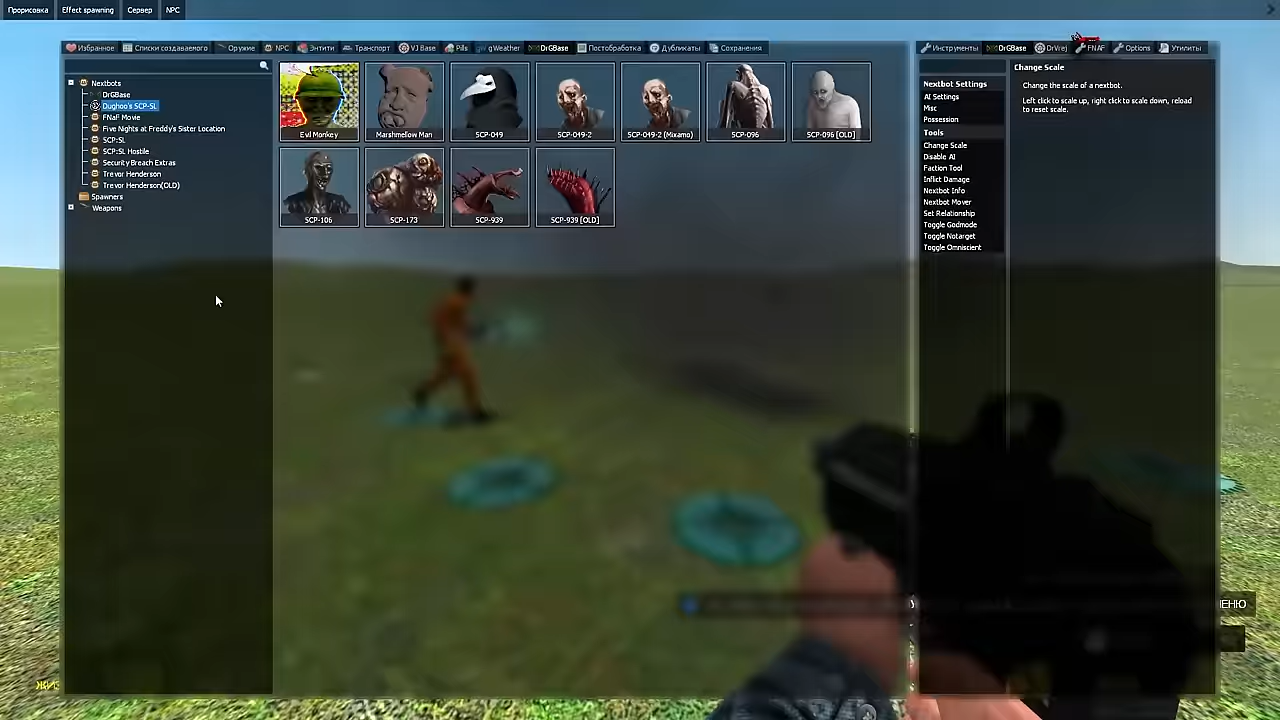 Прорисовка Effect spawning Сервер NPC
Избранное Списки создаваемого Оружие NPC Энтити Транспорт VJ Base Pills gWeather DrGBase Постобработка Дубликаты Сохранения
Nextbots
DrGBase
Dughoo's SCP-SL
FNaF Movie
Five Nights at Freddy's Sister Location
SCP:SL
SCP:SL Hostile
Security Breach Extras
Trevor Henderson
Trevor Henderson(OLD)
Spawners
Weapons
Evil Monkey Marshmellow Man SCP-049 SCP-049-2 SCP-049-2 (Mixamo) SCP-096 SCP-096 [OLD]
SCP-106 SCP-173 SCP-939 SCP-939 [OLD]
Инструменты DrGBase DrVrej FNAF Options Утилиты
Nextbot Settings
AI Settings
Misc
Possession
Tools
Change Scale
Disable AI
Faction Tool
Inflict Damage
Nextbot Info
Nextbot Mover
Set Relationship
Toggle Godmode
Toggle Notarget
Toggle Omniscient
Change Scale
Change the scale of a nextbot.
Left click to scale up, right click to scale down, reload
to reset scale.